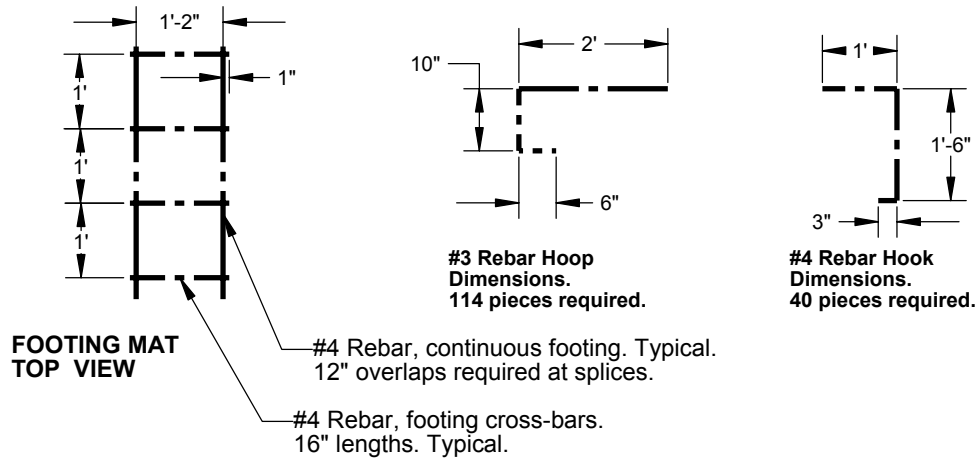 1'-2"
1"
1'
1'
1'
FOOTING MAT
TOP VIEW
#4 Rebar, continuous footing. Typical.
12" overlaps required at splices.
#4 Rebar, footing cross-bars.
16" lengths. Typical.
2'
10"
6"
#3 Rebar Hoop
Dimensions.
114 pieces required.
1'
1'-6"
3"
#4 Rebar Hook
Dimensions.
40 pieces required.